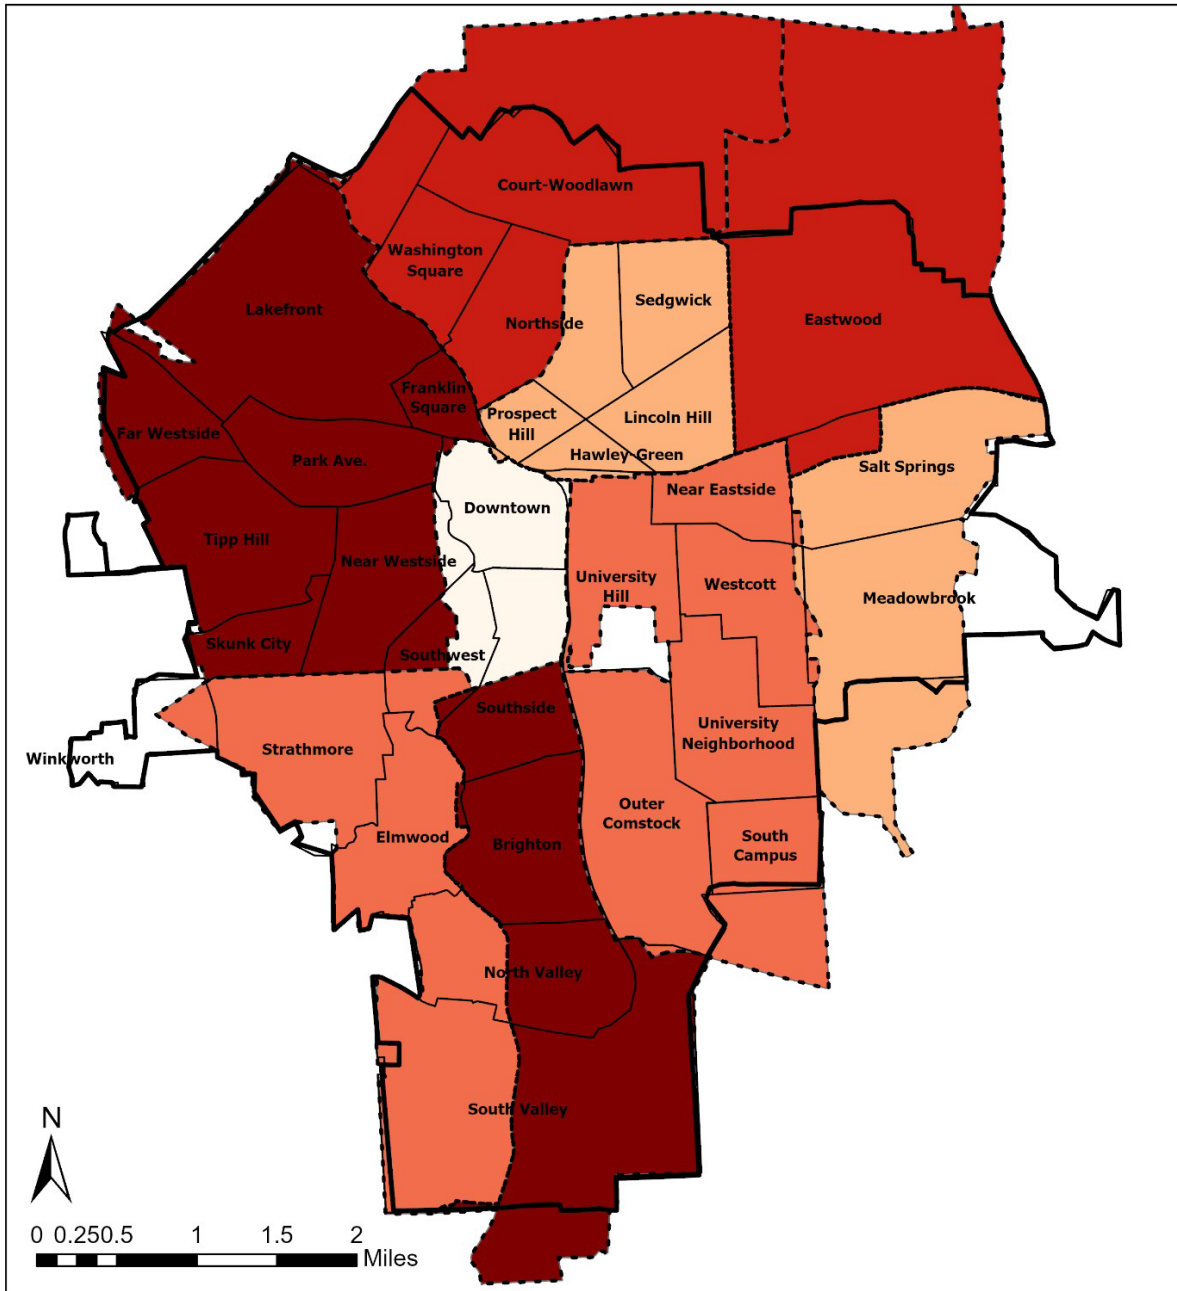 Court-Woodlawn
Washington
Square
Lakefront
Sedgwick
Northside
Eastwood
Franklin
Square
Prospect
Hill
Lincoln Hill
Far Westside
Park Ave.
Hawley-Green
Salt Springs
Near Eastside
Downtown
Tipp Hill
Near Westside
University
Hill
Westcott
Meadowbrook
Skunk City
Southwest
Southside
Strathmore
University
Neighborhood
Winkworth
Outer
Comstock
Elmwood
Brighton
South
Campus
North Valley
South Valley
N
0 0.250.5 1 1.5 2
Miles